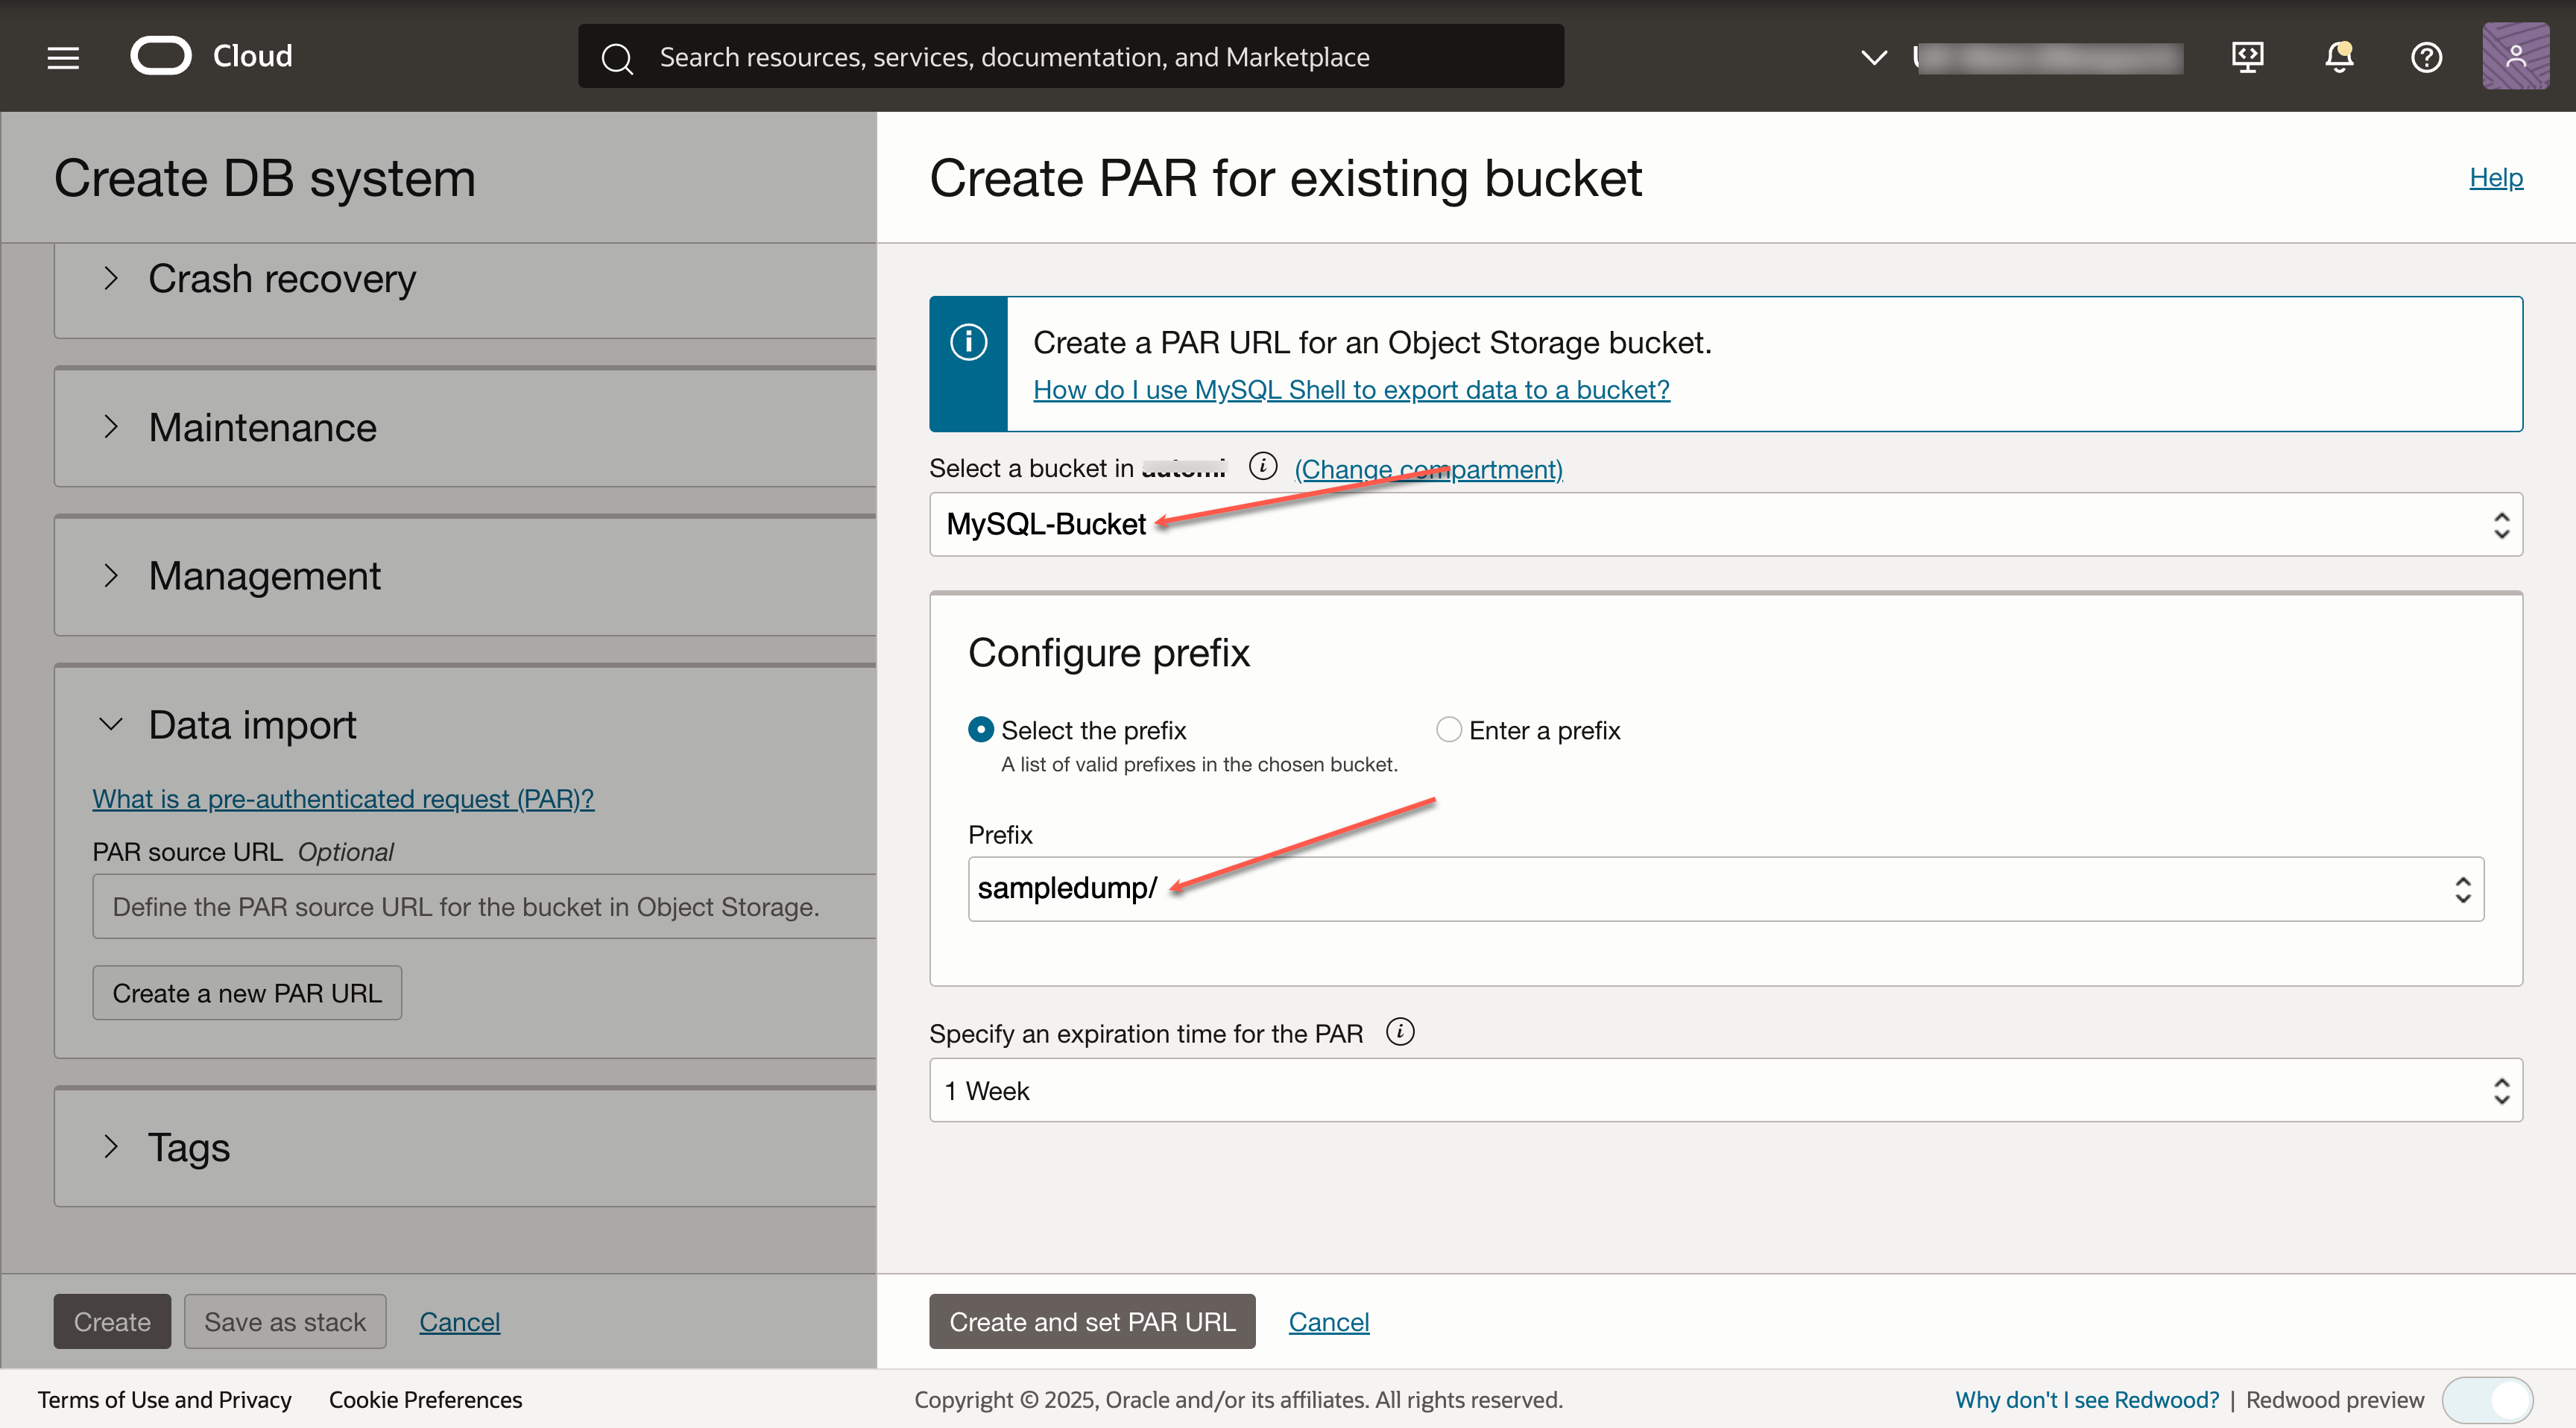 Cloud
Search resources, services, documentation, and Marketplace
Create DB system
Crash recovery
Maintenance
Management
Data import
What is a pre-authenticated request (PAR)?
PAR source URL Optional
Define the PAR source URL for the bucket in Object Storage.
Create a new PAR URL
Tags
Create
Save as stack
Cancel
Create PAR for existing bucket
Help
Create a PAR URL for an Object Storage bucket.
How do I use MySQL Shell to export data to a bucket?
Select a bucket in
(Change compartment)
MySQL-Bucket
Configure prefix
Select the prefix
A list of valid prefixes in the chosen bucket.
Enter a prefix
Prefix
sampledump/
Specify an expiration time for the PAR
1 Week
Create and set PAR URL
Cancel
Terms of Use and Privacy
Cookie Preferences
Copyright © 2025, Oracle and/or its affiliates. All rights reserved.
Why don't I see Redwood? | Redwood preview